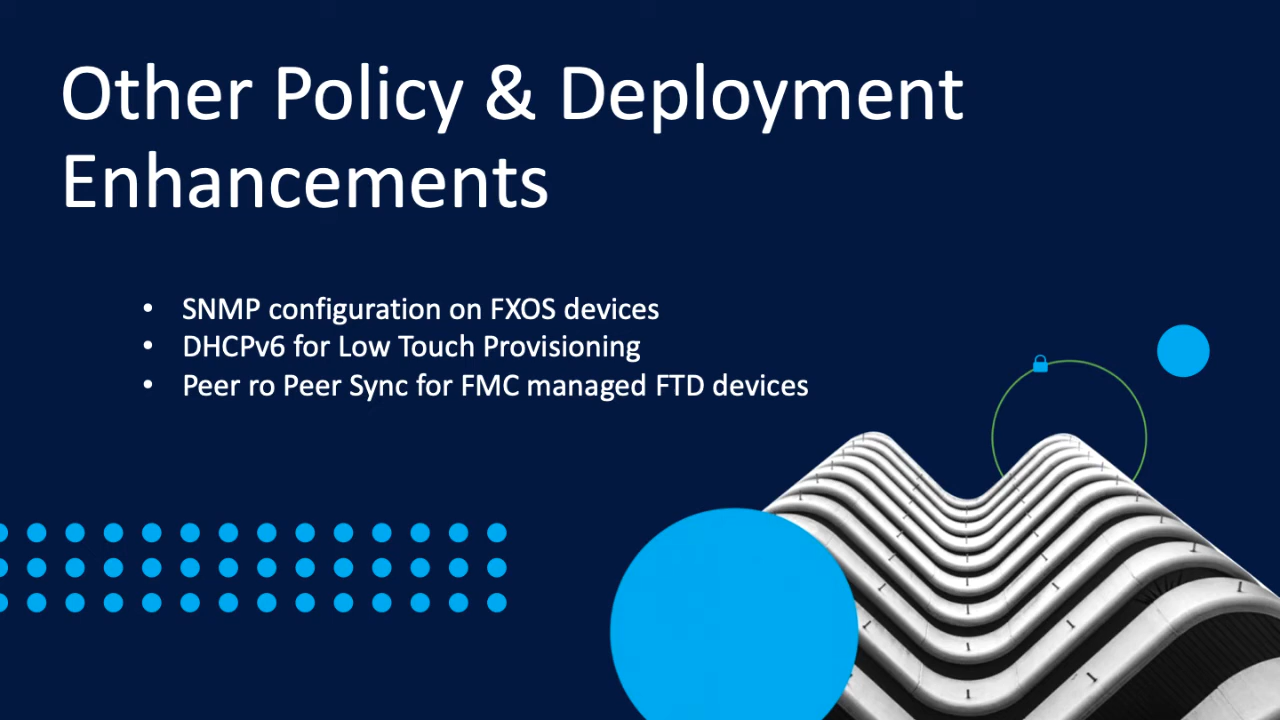 Other Policy & Deployment
Enhancements
• SNMP configuration on FXOS devices
• DHCPv6 for Low Touch Provisioning
• Peer ro Peer Sync for FMC managed FTD devices